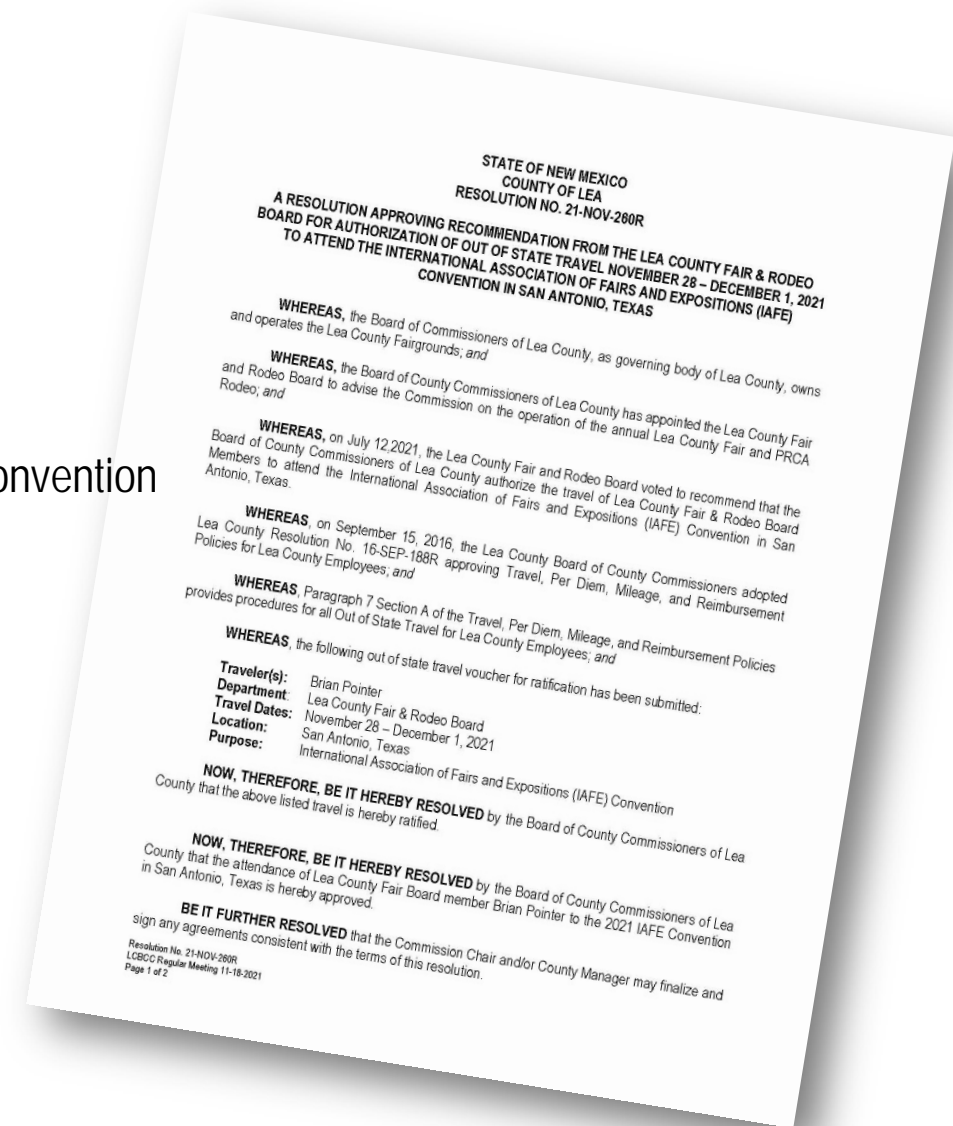 STATE OF NEW MEXICO
COUNTY OF LEA
RESOLUTION NO. 21-NOV-260R
A RESOLUTION APPROVING RECOMMENDATION FROM THE LEA COUNTY FAIR & RODEO
BOARD FOR AUTHORIZATION OF OUT OF STATE TRAVEL NOVEMBER 28 – DECEMBER 1, 2021
TO ATTEND THE INTERNATIONAL ASSOCIATION OF FAIRS AND EXPOSITIONS (IAFE)
CONVENTION IN SAN ANTONIO, TEXAS
WHEREAS, the Board of Commissioners of Lea County, as governing body of Lea County, owns
and operates the Lea County Fairgrounds; and
WHEREAS, the Board of County Commissioners of Lea County has appointed the Lea County Fair
and Rodeo Board to advise the Commission on the operation of the annual Lea County Fair and PRCA
Rodeo; and
WHEREAS, on July 12,2021, the Lea County Fair and Rodeo Board voted to recommend that the
Board of County Commissioners of Lea County authorize the travel of Lea County Fair & Rodeo Board
Members to attend the International Association of Fairs and Expositions (IAFE) Convention in San
Antonio, Texas.
onvention
WHEREAS, on September 15, 2016, the Lea County Board of County Commissioners adopted
Lea County Resolution No. 16-SEP-188R approving Travel, Per Diem, Mileage, and Reimbursement
Policies for Lea County Employees; and
WHEREAS, Paragraph 7 Section A of the Travel, Per Diem, Mileage, and Reimbursement Policies
provides procedures for all Out of State Travel for Lea County Employees; and
WHEREAS, the following out of state travel voucher for ratification has been submitted:
Traveler(s): Brian Pointer
Department: Lea County Fair & Rodeo Board
Travel Dates: November 28 – December 1, 2021
Location: San Antonio, Texas
Purpose: International Association of Fairs and Expositions (IAFE) Convention
NOW, THEREFORE, BE IT HEREBY RESOLVED by the Board of County Commissioners of Lea
County that the above listed travel is hereby ratified.
NOW, THEREFORE, BE IT HEREBY RESOLVED by the Board of County Commissioners of Lea
County that the attendance of Lea County Fair Board member Brian Pointer to the 2021 IAFE Convention
in San Antonio, Texas is hereby approved.
BE IT FURTHER RESOLVED that the Commission Chair and/or County Manager may finalize and
sign any agreements consistent with the terms of this resolution.
Resolution No. 21-NOV-260R
LCBCC Regular Meeting 11-18-2021
Page 1 of 2